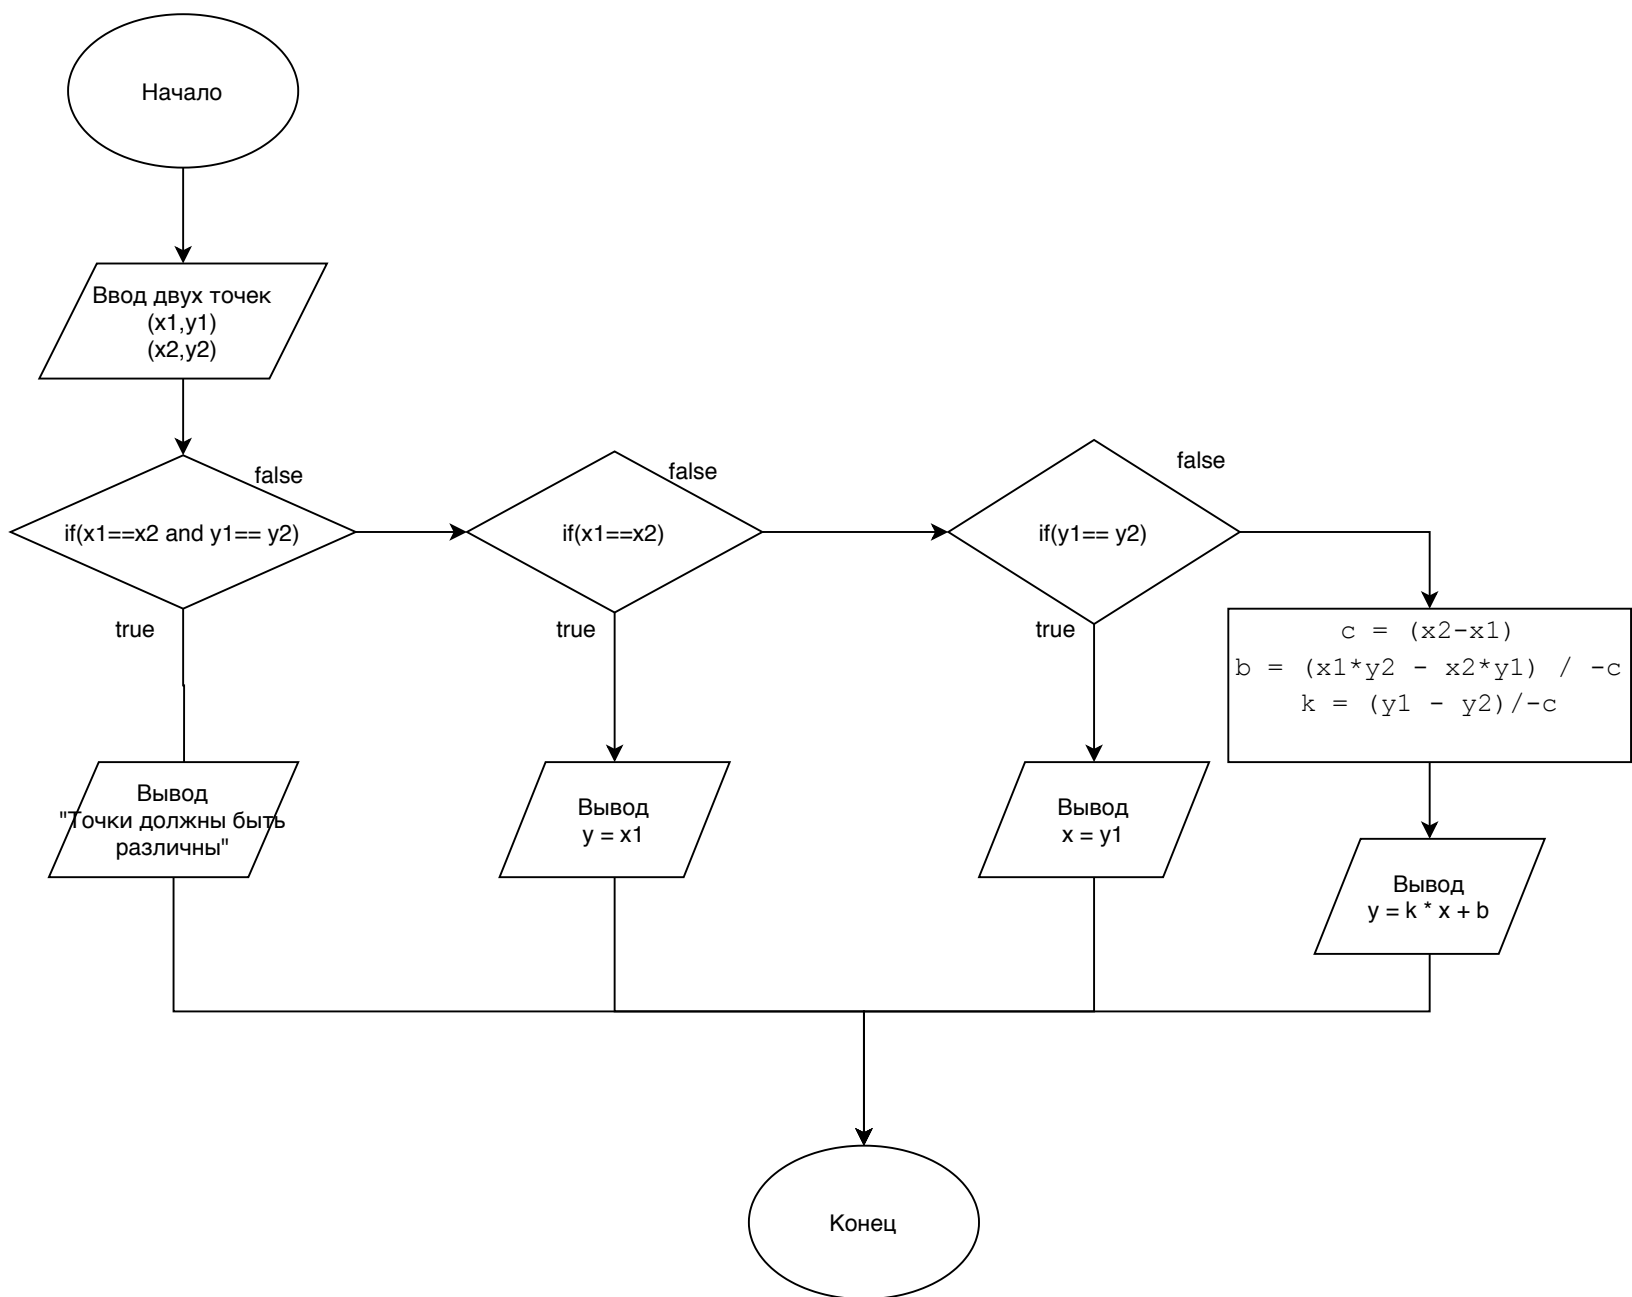 Начало
Ввод двух точек
(x1,y1)
(x2,y2)
if(x1==x2 and y1== y2)
false
true
if(x1==x2)
false
true
if(y1== y2)
false
true
c = (x2-x1)
b = (x1*y2 - x2*y1) / -c
k = (y1 - y2)/-c
Вывод
"Точки должны быть
различны"
Вывод
y = x1
Вывод
x = y1
Вывод
y = k * x + b
Конец